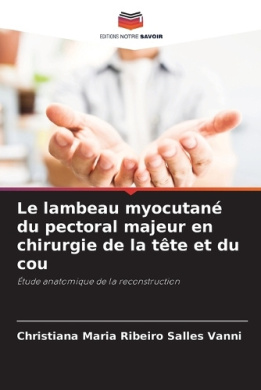 EDITIONS NOTRE SAVOIR
Le lambeau myocutané
du pectoral majeur en
chirurgie de la tête et du
cou
Etude anatomique de la reconstruction
Christiana Maria Ribeiro Salles Vanni